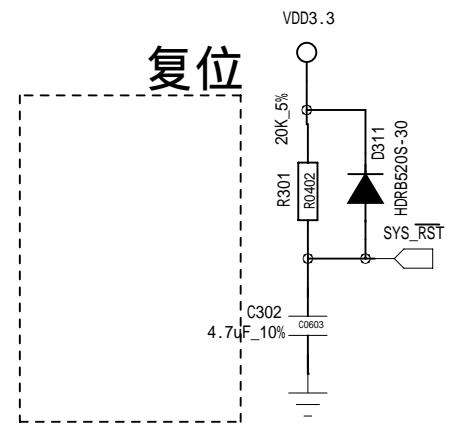 VDD3.3
复位
20K_5%
R301
R0402
D311
HDRB520S-30
SYS_RST
C302
C0603
4.7uF_10%